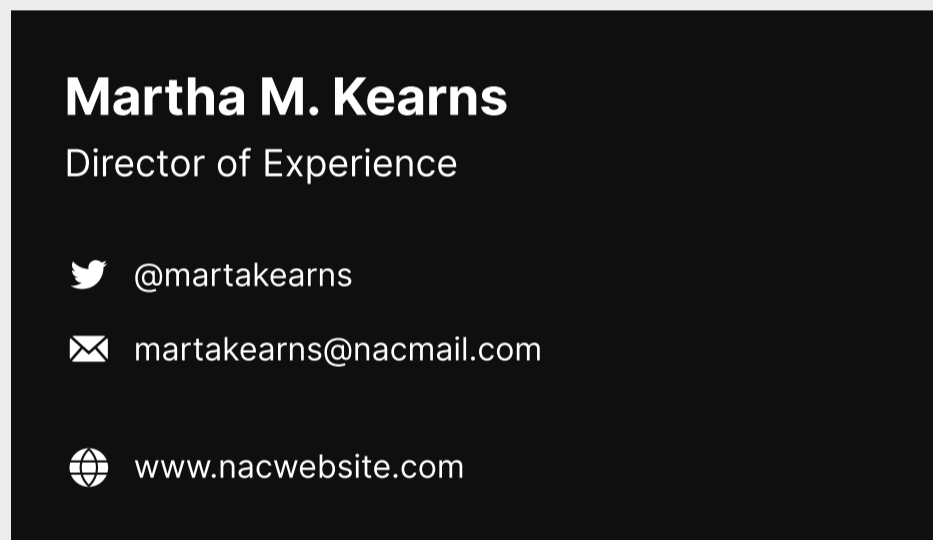 Martha M. Kearns
Director of Experience
@martakearns
martakearns@nacmail.com
www.nacwebsite.com